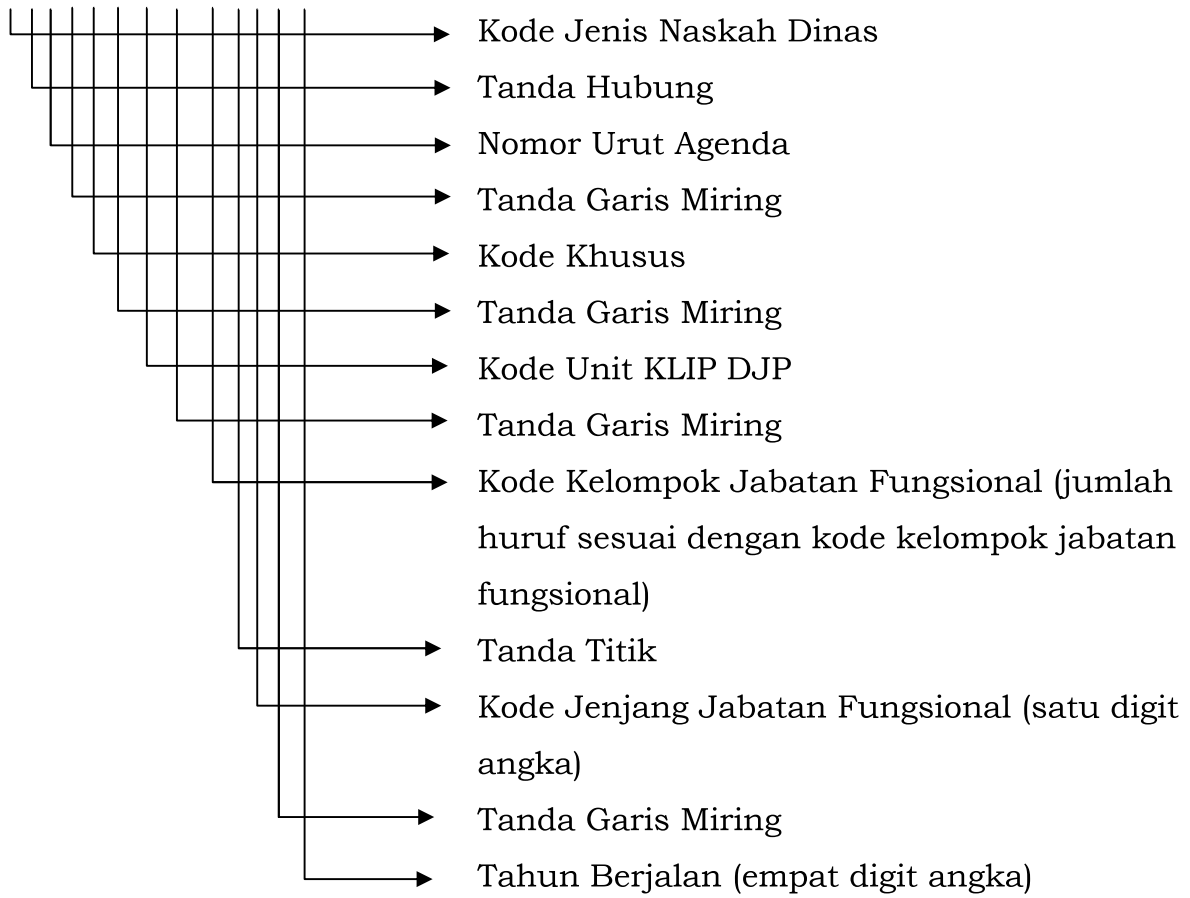 Kode Jenis Naskah Dinas
Tanda Hubung
Nomor Urut Agenda
Tanda Garis Miring
Kode Khusus
Tanda Garis Miring
Kode Unit KLIP DJP
Tanda Garis Miring
Kode Kelompok Jabatan Fungsional (jumlah
huruf sesuai dengan kode kelompok jabatan
fungsional)
Tanda Titik
Kode Jenjang Jabatan Fungsional (satu digit
angka)
Tanda Garis Miring
Tahun Berjalan (empat digit angka)